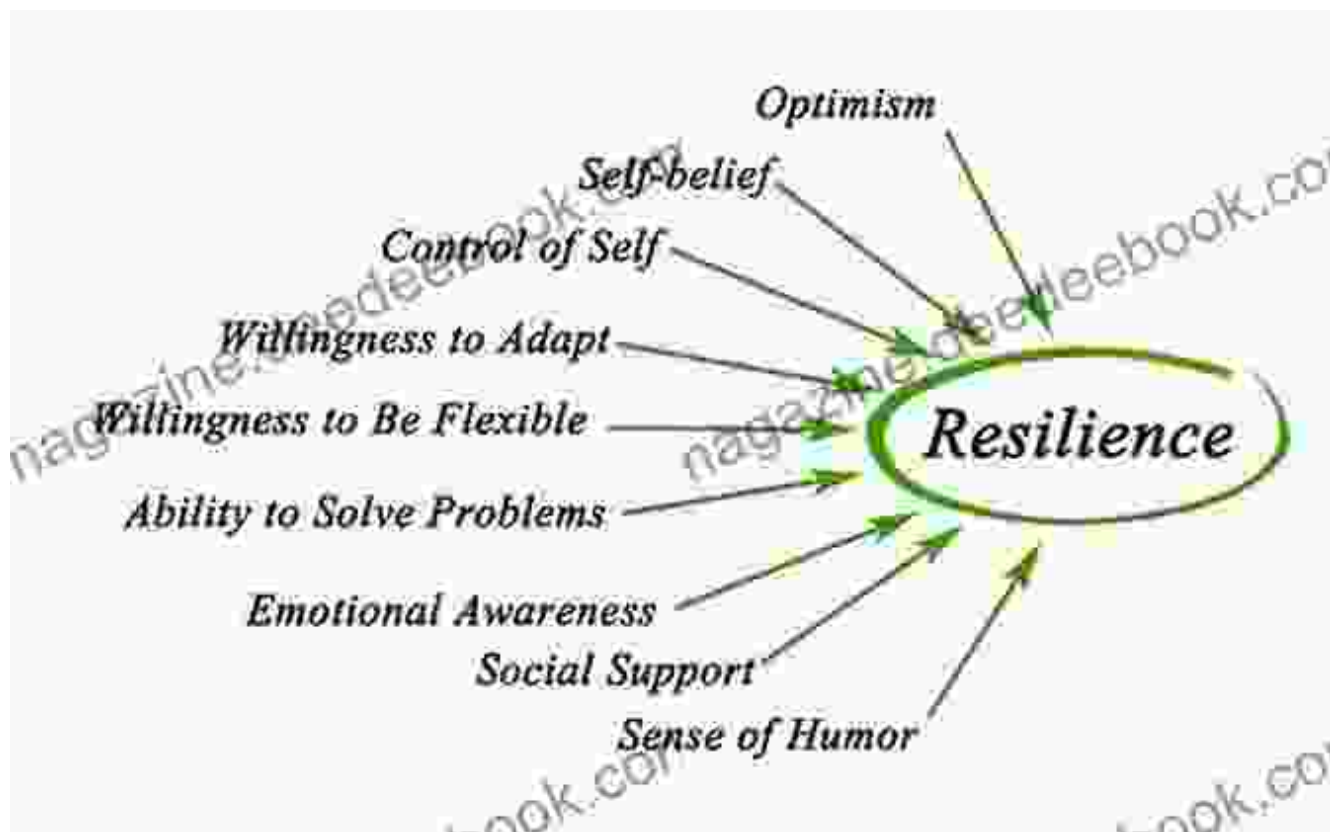 Optimism
Self-belief
Control of Self
Willingness to Adapt
Willingness to Be Flexible
Resilience
Ability to Solve Problems
Emotional Awareness
Social Support
Sense of Humor